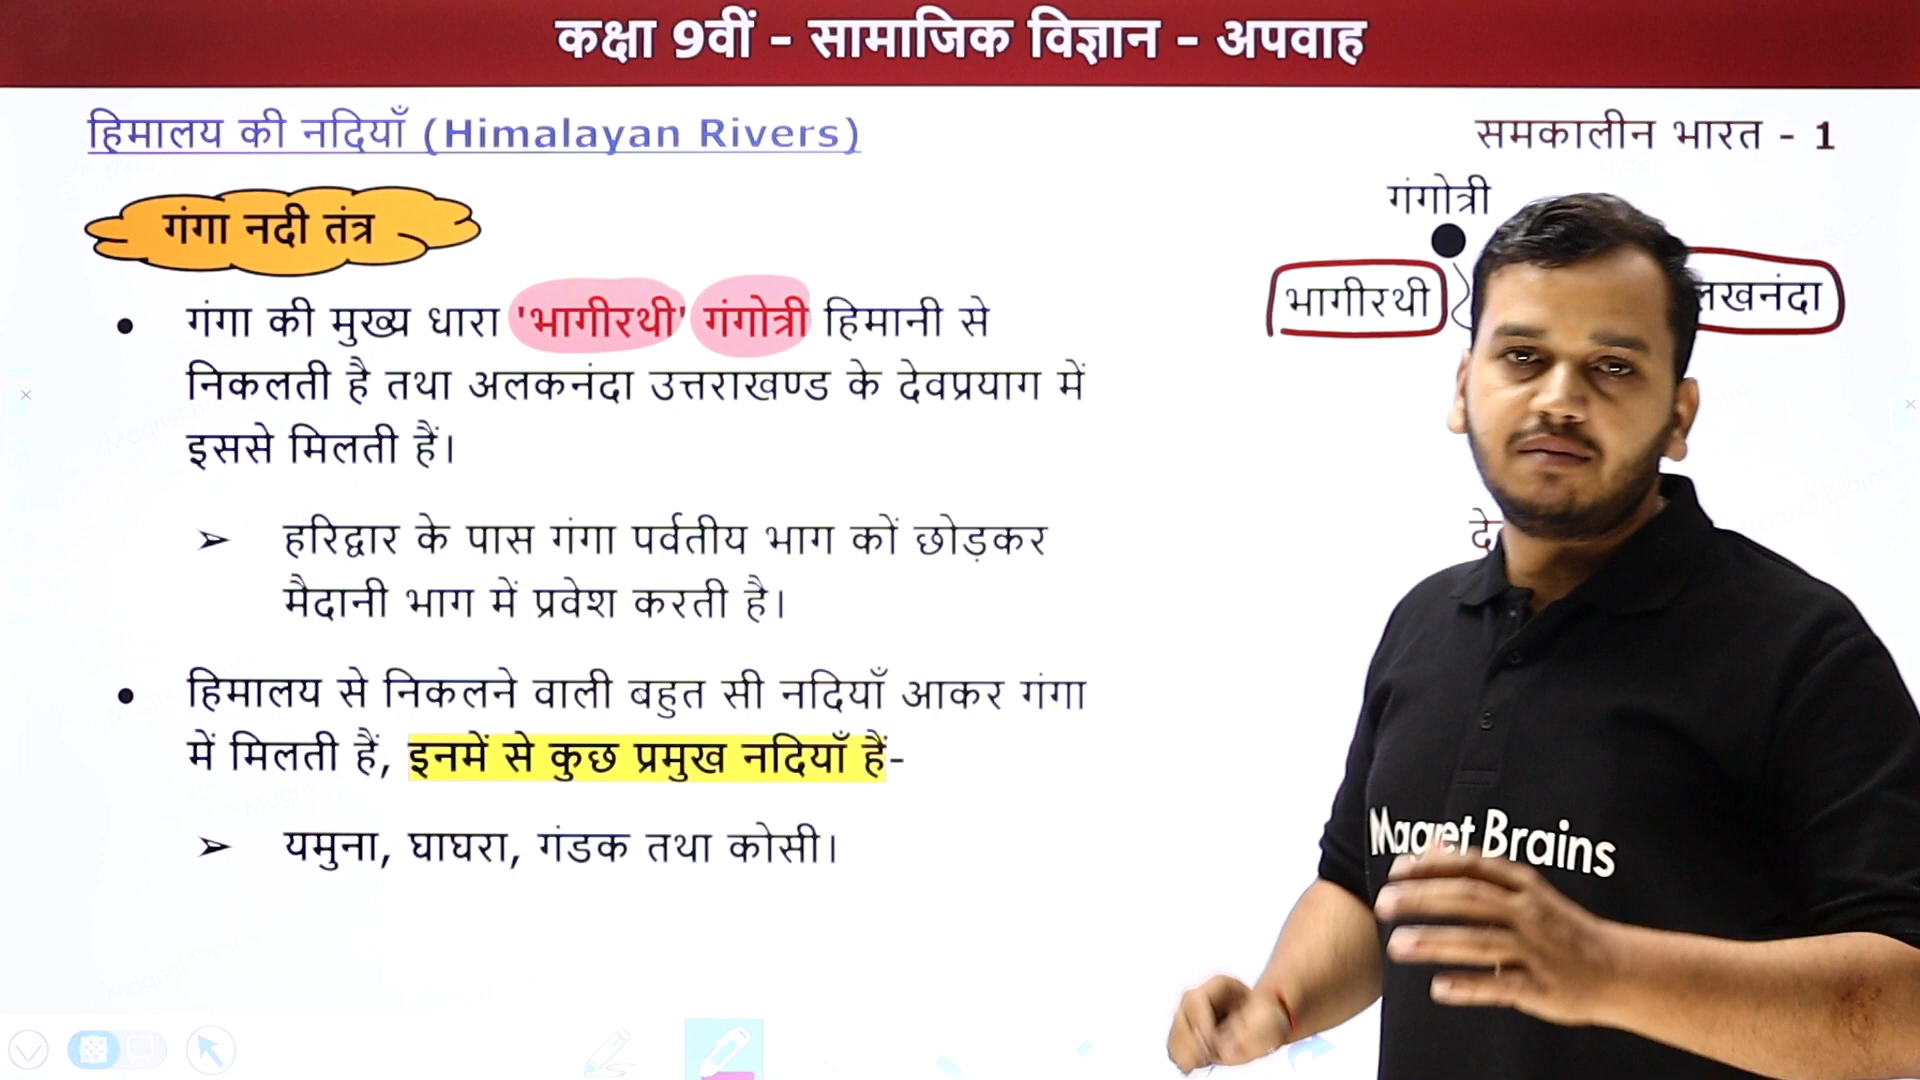 कक्षा 9वीं - सामाजिक विज्ञान - अपवाह
हिमालय की नदियाँ (Himalayan Rivers)
समकालीन भारत - 1
गंगा नदी तंत्र
गंगोत्री
भागीरथी
लखनंदा
गंगा की मुख्य धारा 'भागीरथी' गंगोत्री हिमानी से
निकलती है तथा अलकनंदा उत्तराखण्ड के देवप्रयाग में
इससे मिलती हैं।
हरिद्वार के पास गंगा पर्वतीय भाग कों छोड़कर
मैदानी भाग में प्रवेश करती है।
हिमालय से निकलने वाली बहुत सी नदियाँ आकर गंगा
में मिलती हैं, इनमें से कुछ प्रमुख नदियाँ हैं-
यमुना, घाघरा, गंडक तथा कोसी।
Magnet Brains